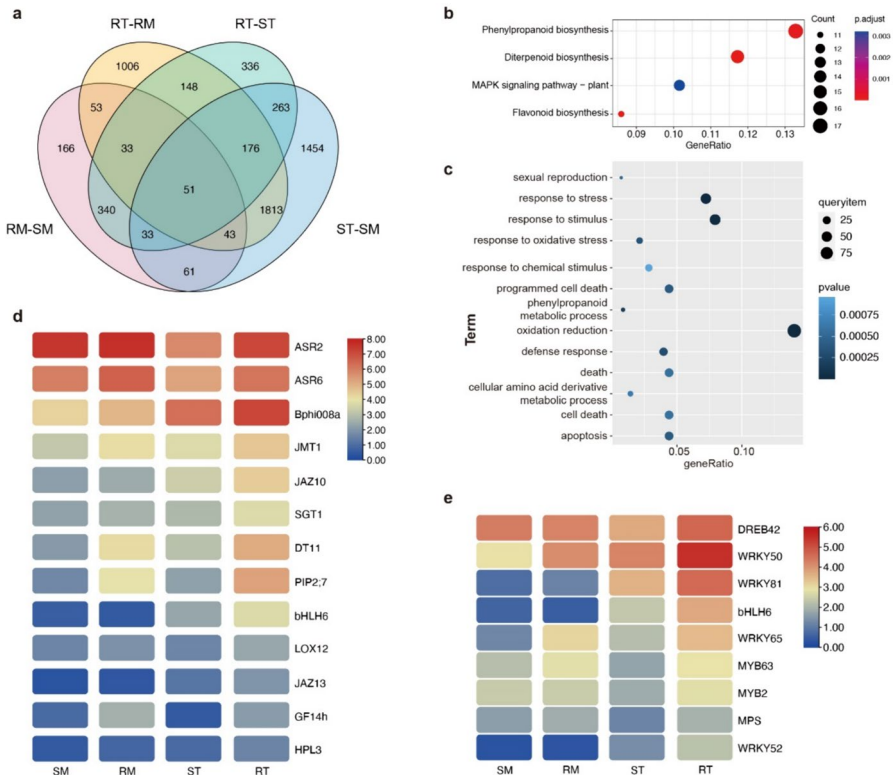 a
RT-RM
RT-ST
1006
336
148
53
263
166
33
176
1454
51
340
1813
33
43
61
RM-SM
ST-SM
b
Phenylpropanoid biosynthesis
Diterpenoid biosynthesis
MAPK signaling pathway - plant
Flavonoid biosynthesis
0.09 0.10 0.11 0.12 0.13
GeneRatio
Count
11
12
13
14
15
16
17
p.adjust
0.003
0.002
0.001
c
Term
sexual reproduction
response to stress
response to stimulus
response to oxidative stress
response to chemical stimulus
programmed cell death
phenylpropanoid
metabolic process
oxidation reduction
defense response
death
cellular amino acid derivative
metabolic process
cell death
apoptosis
0.05 0.10
geneRatio
queryitem
25
50
75
pvalue
0.00075
0.00050
0.00025
d
ASR2
ASR6
Bphi008a
JMT1
JAZ10
SGT1
DT11
PIP2;7
bHLH6
LOX12
JAZ13
GF14h
HPL3
SM RM ST RT
8.00
7.00
6.00
5.00
4.00
3.00
2.00
1.00
0.00
e
DREB42
WRKY50
WRKY81
bHLH6
WRKY65
MYB63
MYB2
MPS
WRKY52
SM RM ST RT
6.00
5.00
4.00
3.00
2.00
1.00
0.00